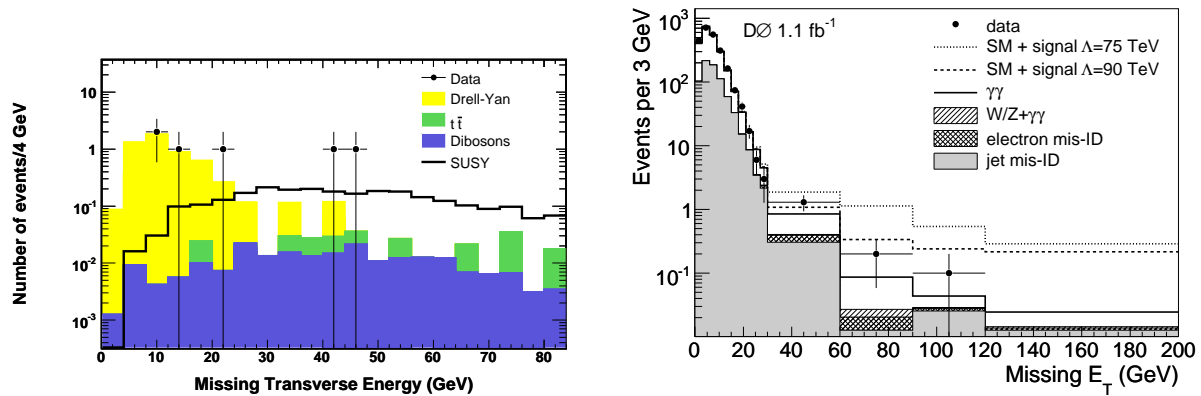 Number of events/4 GeV
10
1
10⁻¹
10⁻²
10⁻³
Data
Drell-Yan
t t̄
Dibosons
SUSY
0 10 20 30 40 50 60 70 80
Missing Transverse Energy (GeV)
Events per 3 GeV
10³
10²
10
1
10⁻¹
DØ 1.1 fb⁻¹
data
SM + signal Λ=75 TeV
SM + signal Λ=90 TeV
γγ
W/Z+γγ
electron mis-ID
jet mis-ID
0 20 40 60 80 100 120 140 160 180 200
Missing E_T (GeV)